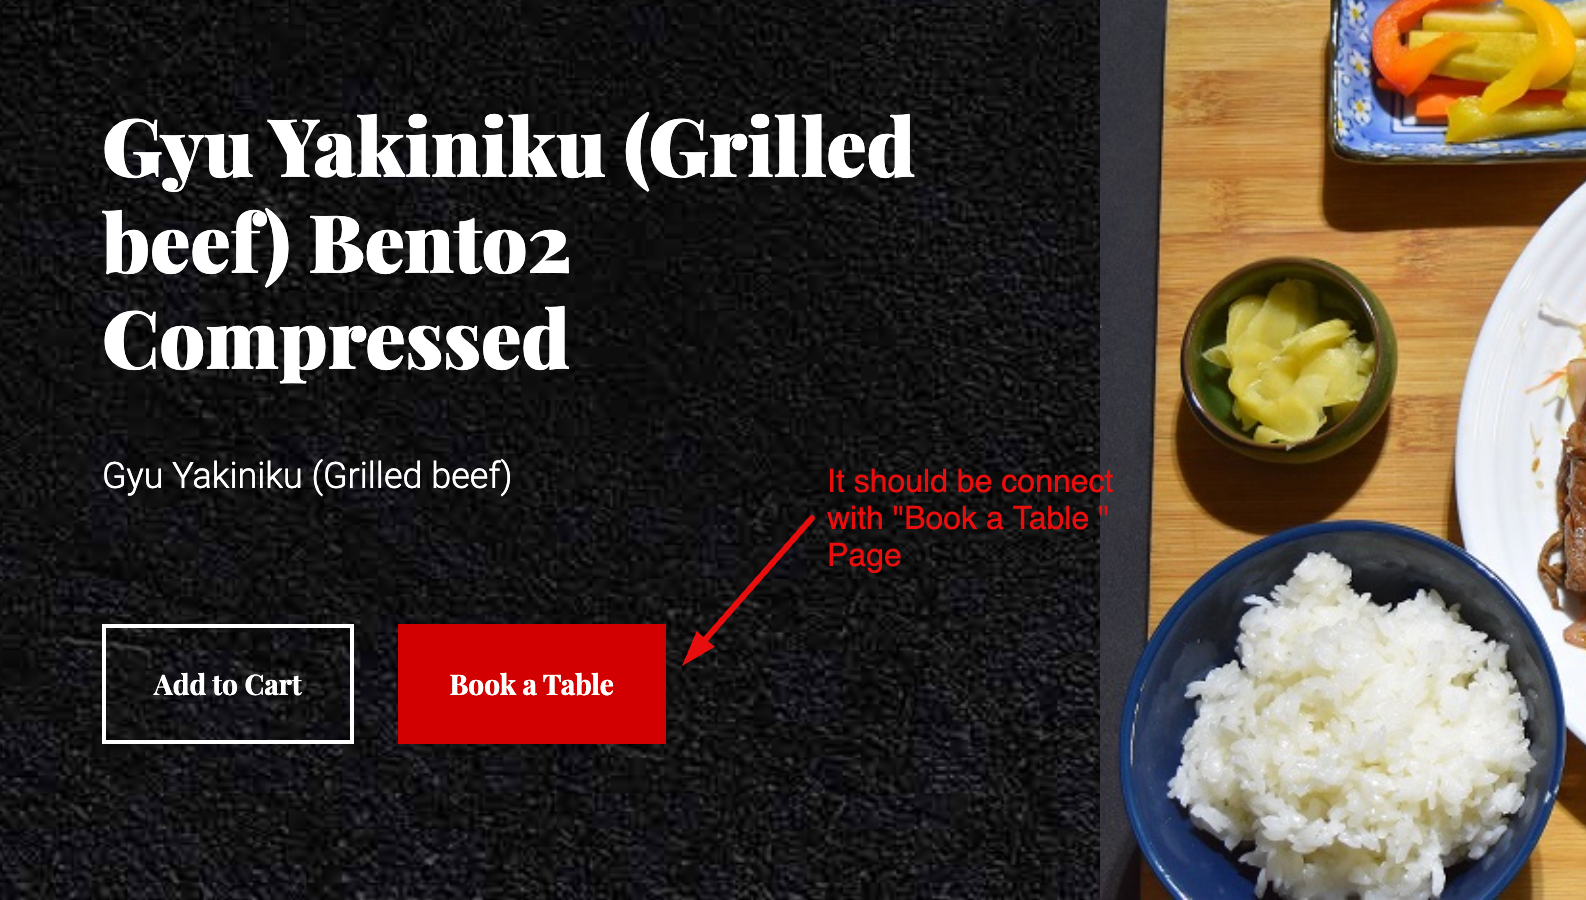 Gyu Yakiniku (Grilled
beef) Bento2
Compressed
Gyu Yakiniku (Grilled beef)
It should be connect
with "Book a Table "
Page
Add to Cart
Book a Table